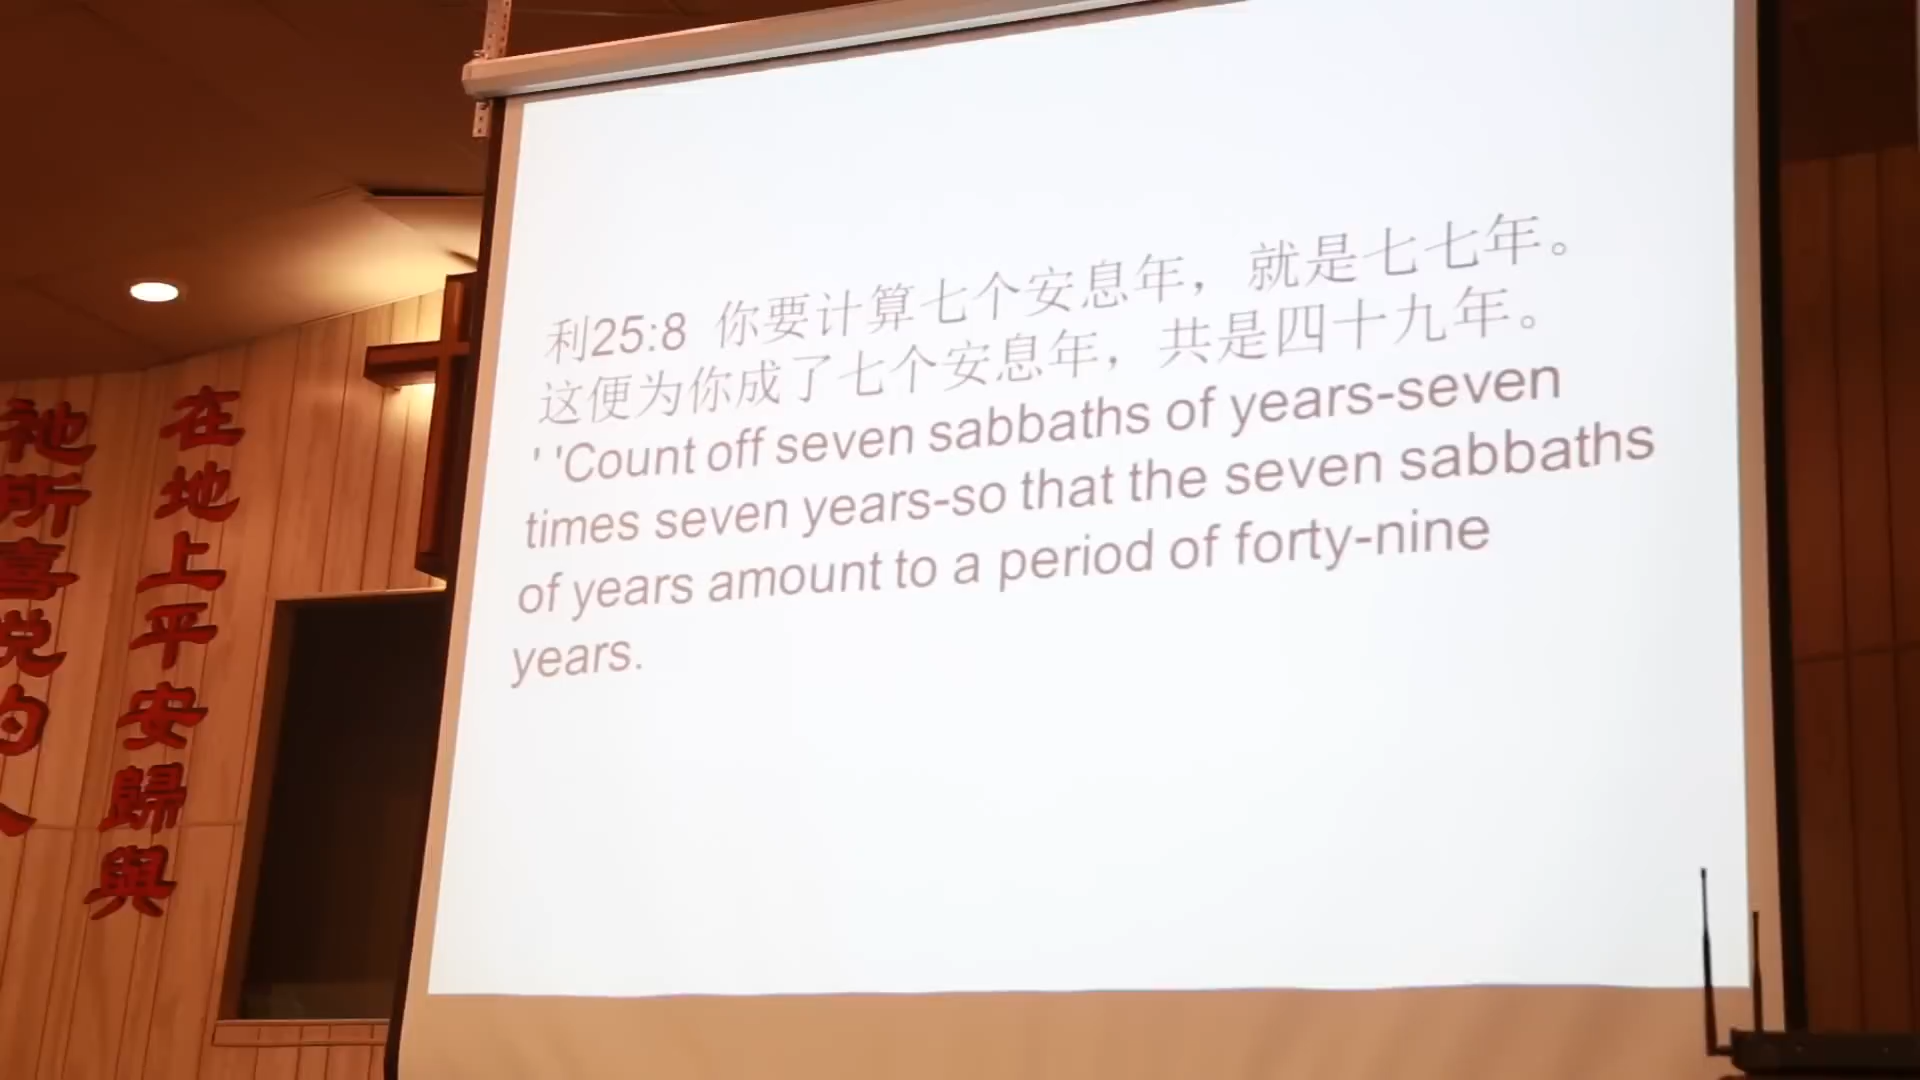 利25:8 你要计算七个安息年，就是七七年。
这便为你成了七个安息年，共是四十九年。
' 'Count off seven sabbaths of years-seven
times seven years-so that the seven sabbaths
of years amount to a period of forty-nine
years.
在地上平安歸與
祂所喜悅的人